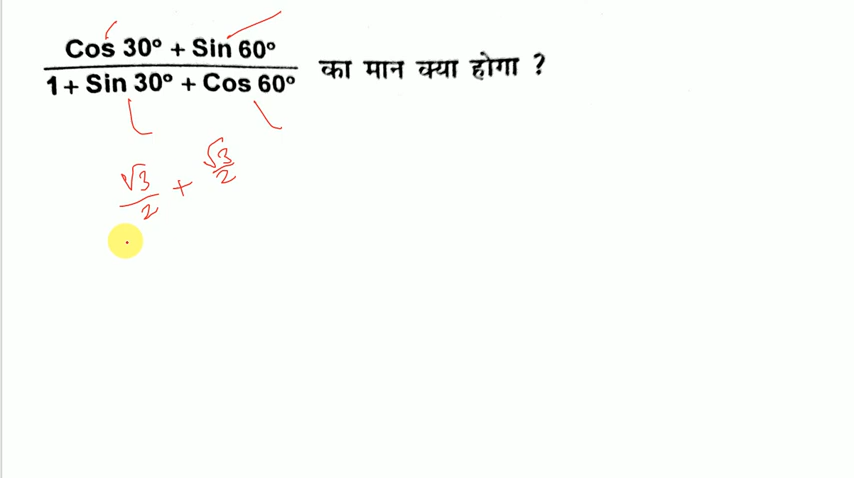 Cos 30° + Sin 60°
1 + Sin 30° + Cos 60° का मान क्या होगा ?
√3/2 + √3/2